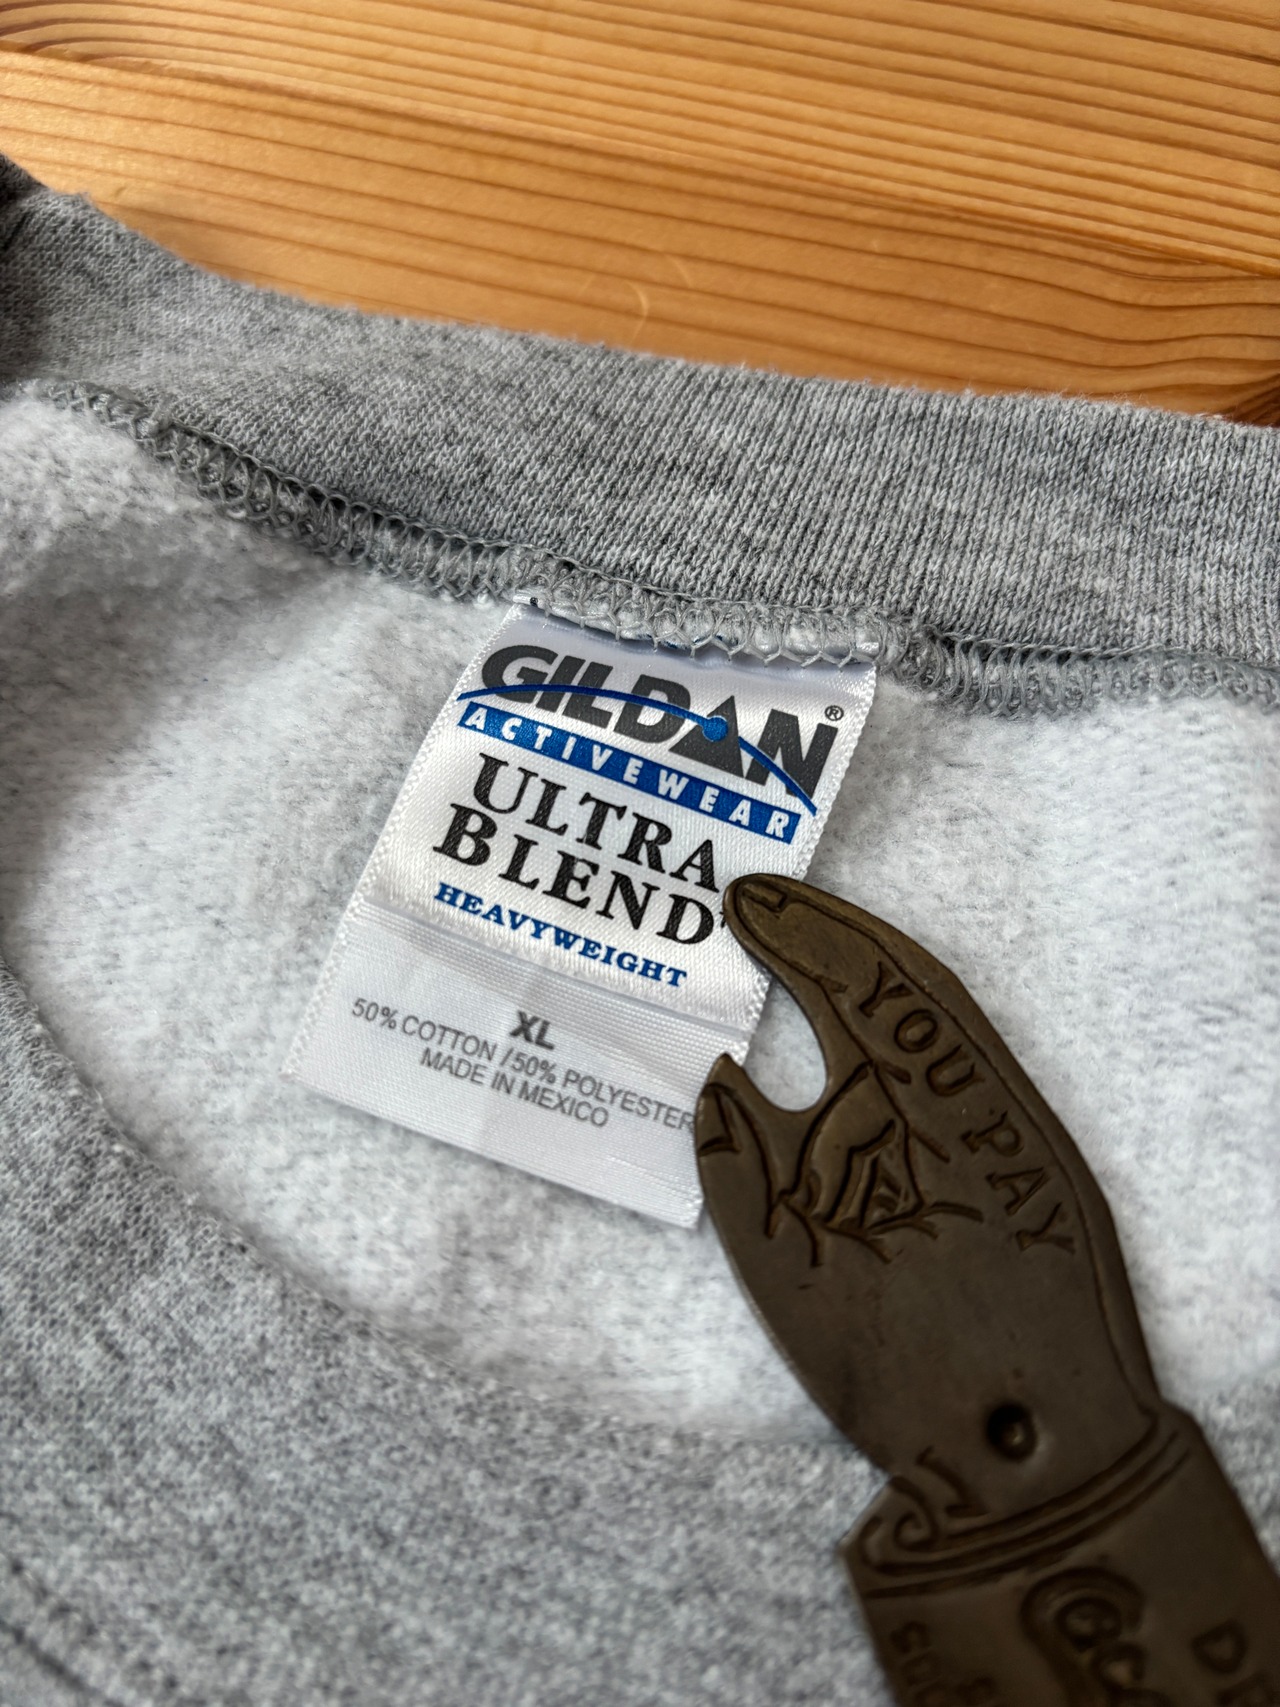 GILDAN®
ACTIVEWEAR
ULTRA
BLEND
HEAVYWEIGHT
XL
50% COTTON / 50% POLYESTER
MADE IN MEXICO
YOU PAY